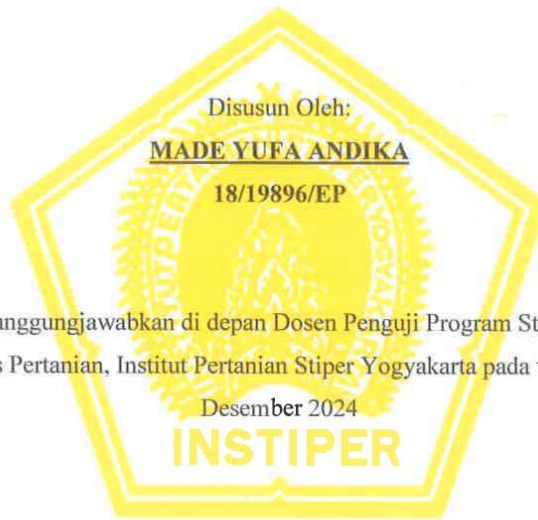 Disusun Oleh:
MADE YUFA ANDIKA
18/19896/EP
anggungjawabkan di depan Dosen Penguji Program St
s Pertanian, Institut Pertanian Stiper Yogyakarta pada
Desember 2024
INSTIPER